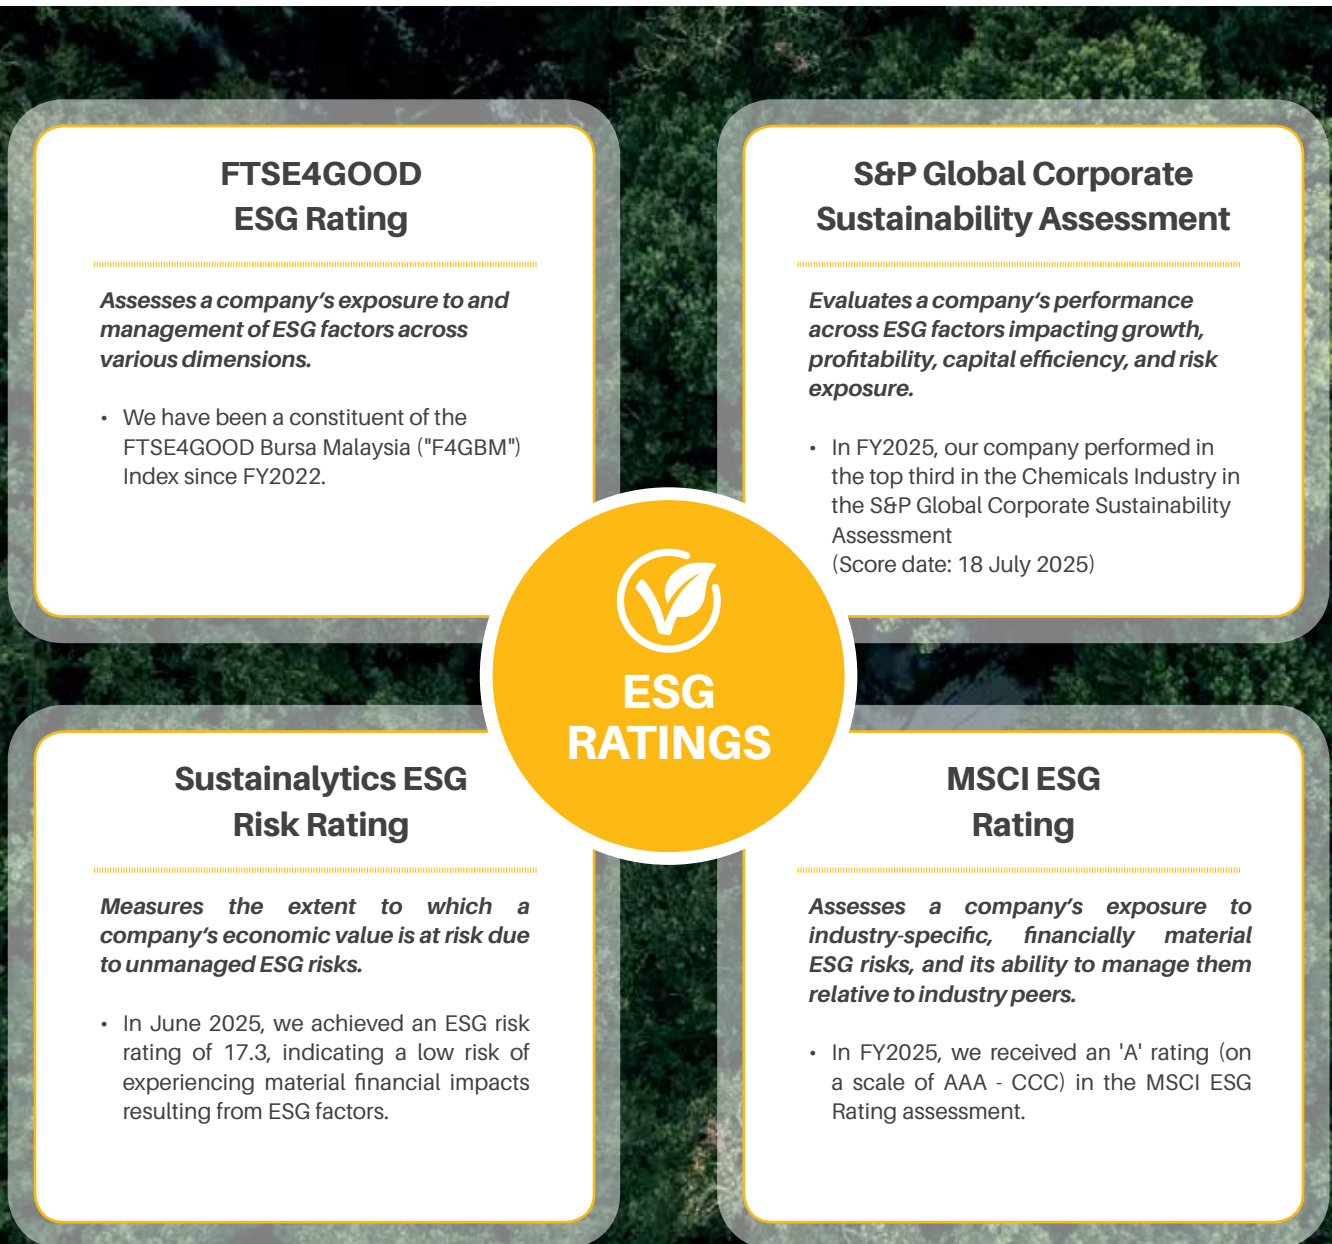 FTSE4GOOD
ESG Rating
Assesses a company's exposure to and
management of ESG factors across
various dimensions.
• We have been a constituent of the
FTSE4GOOD Bursa Malaysia ("F4GBM")
Index since FY2022.
S&P Global Corporate
Sustainability Assessment
Evaluates a company's performance
across ESG factors impacting growth,
profitability, capital efficiency, and risk
exposure.
• In FY2025, our company performed in
the top third in the Chemicals Industry in
the S&P Global Corporate Sustainability
Assessment
(Score date: 18 July 2025)
ESG
RATINGS
Sustainalytics ESG
Risk Rating
Measures the extent to which a
company's economic value is at risk due
to unmanaged ESG risks.
• In June 2025, we achieved an ESG risk
rating of 17.3, indicating a low risk of
experiencing material financial impacts
resulting from ESG factors.
MSCI ESG
Rating
Assesses a company's exposure to
industry-specific, financially material
ESG risks, and its ability to manage them
relative to industry peers.
• In FY2025, we received an 'A' rating (on
a scale of AAA - CCC) in the MSCI ESG
Rating assessment.